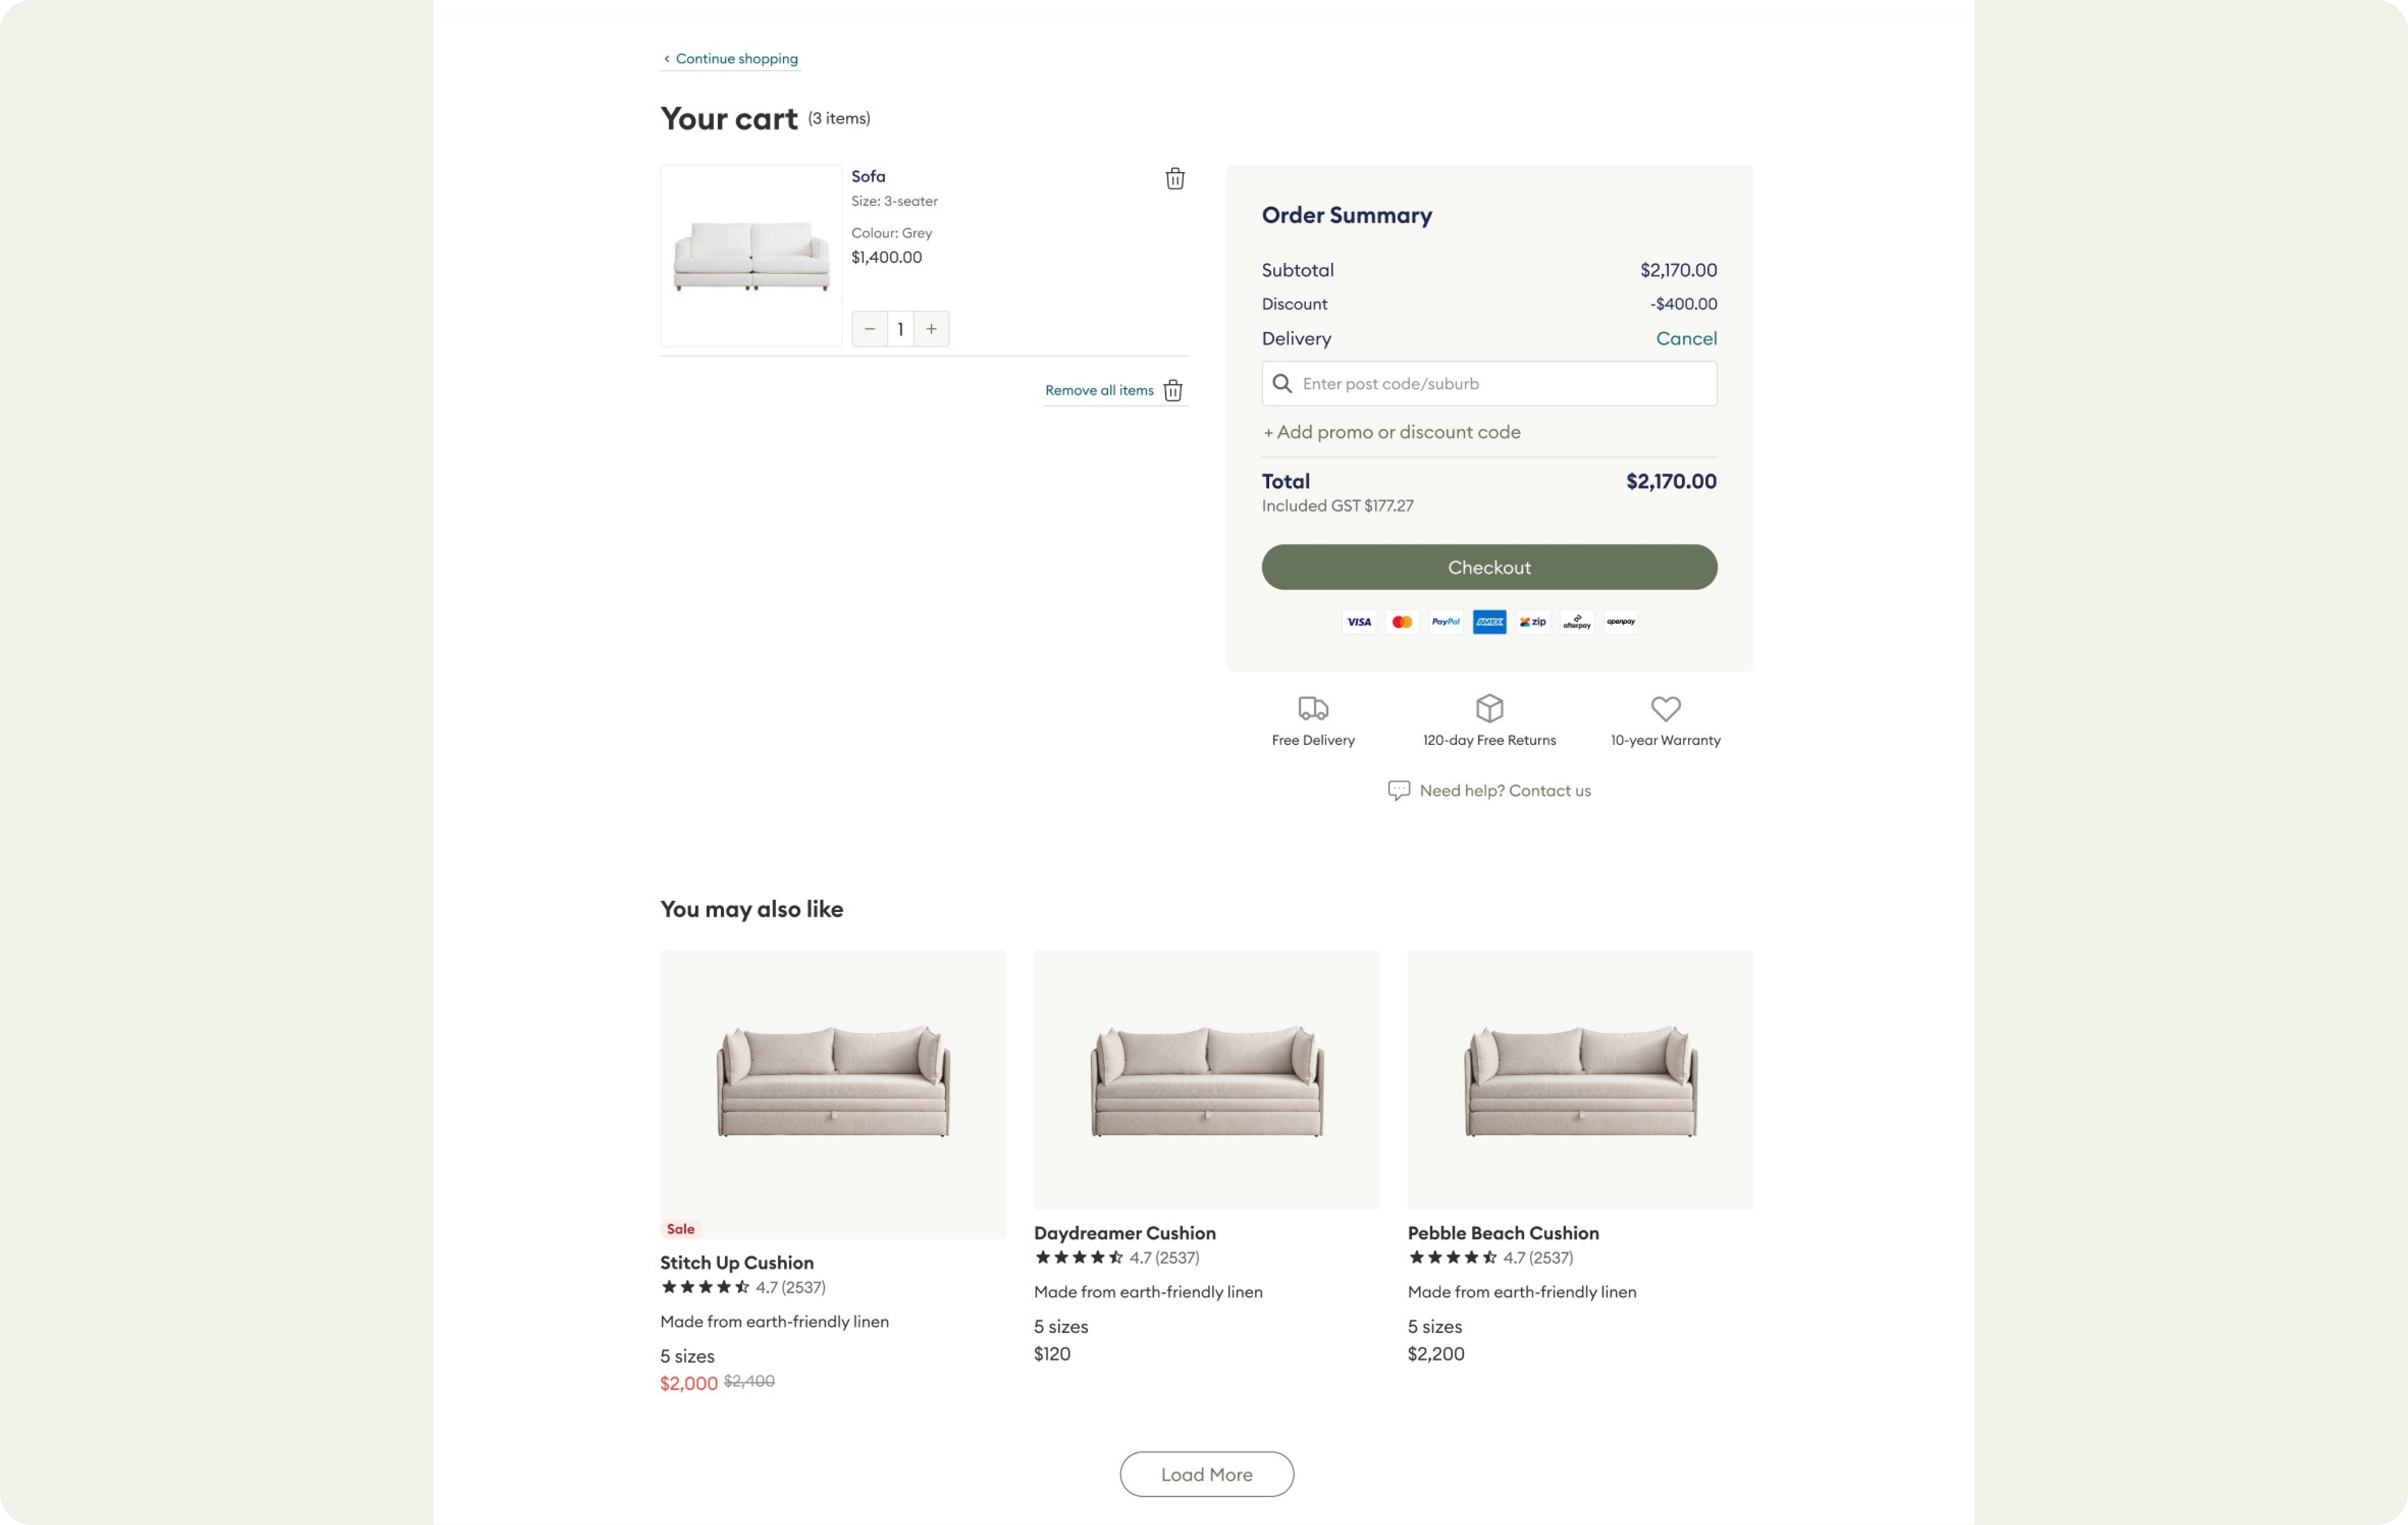 ‹ Continue shopping
Your cart (3 items)
Sofa
Size: 3-seater
Colour: Grey
$1,400.00
− 1 +
Remove all items
Order Summary
Subtotal $2,170.00
Discount -$400.00
Delivery Cancel
Enter post code/suburb
+ Add promo or discount code
Total $2,170.00
Included GST $177.27
Checkout
VISA PayPal AMEX zip afterpay openpay
Free Delivery 120-day Free Returns 10-year Warranty
Need help? Contact us
You may also like
Sale
Stitch Up Cushion
4.7 (2537)
Made from earth-friendly linen
5 sizes
$2,000 $2,400
Daydreamer Cushion
4.7 (2537)
Made from earth-friendly linen
5 sizes
$120
Pebble Beach Cushion
4.7 (2537)
Made from earth-friendly linen
5 sizes
$2,200
Load More